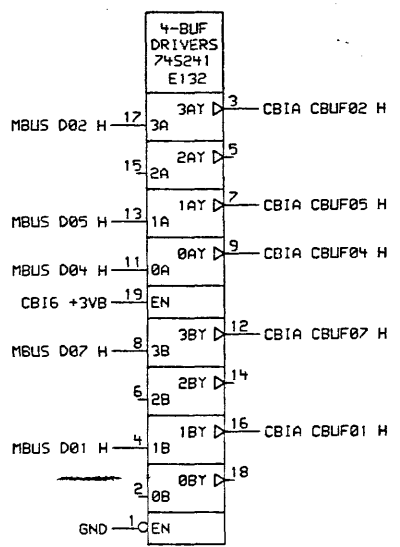 4-BUF
DRIVERS
74S241
E132
MBUS D02 H 17 3A 3AY 3 CBIA CBUF02 H
15 2A 2AY 5
MBUS D05 H 13 1A 1AY 7 CBIA CBUF05 H
MBUS D04 H 11 0A 0AY 9 CBIA CBUF04 H
CBI6 +3VB 19 EN
MBUS D07 H 8 3B 3BY 12 CBIA CBUF07 H
6 2B 2BY 14
MBUS D01 H 4 1B 1BY 16 CBIA CBUF01 H
2 0B 0BY 18
GND 1 EN